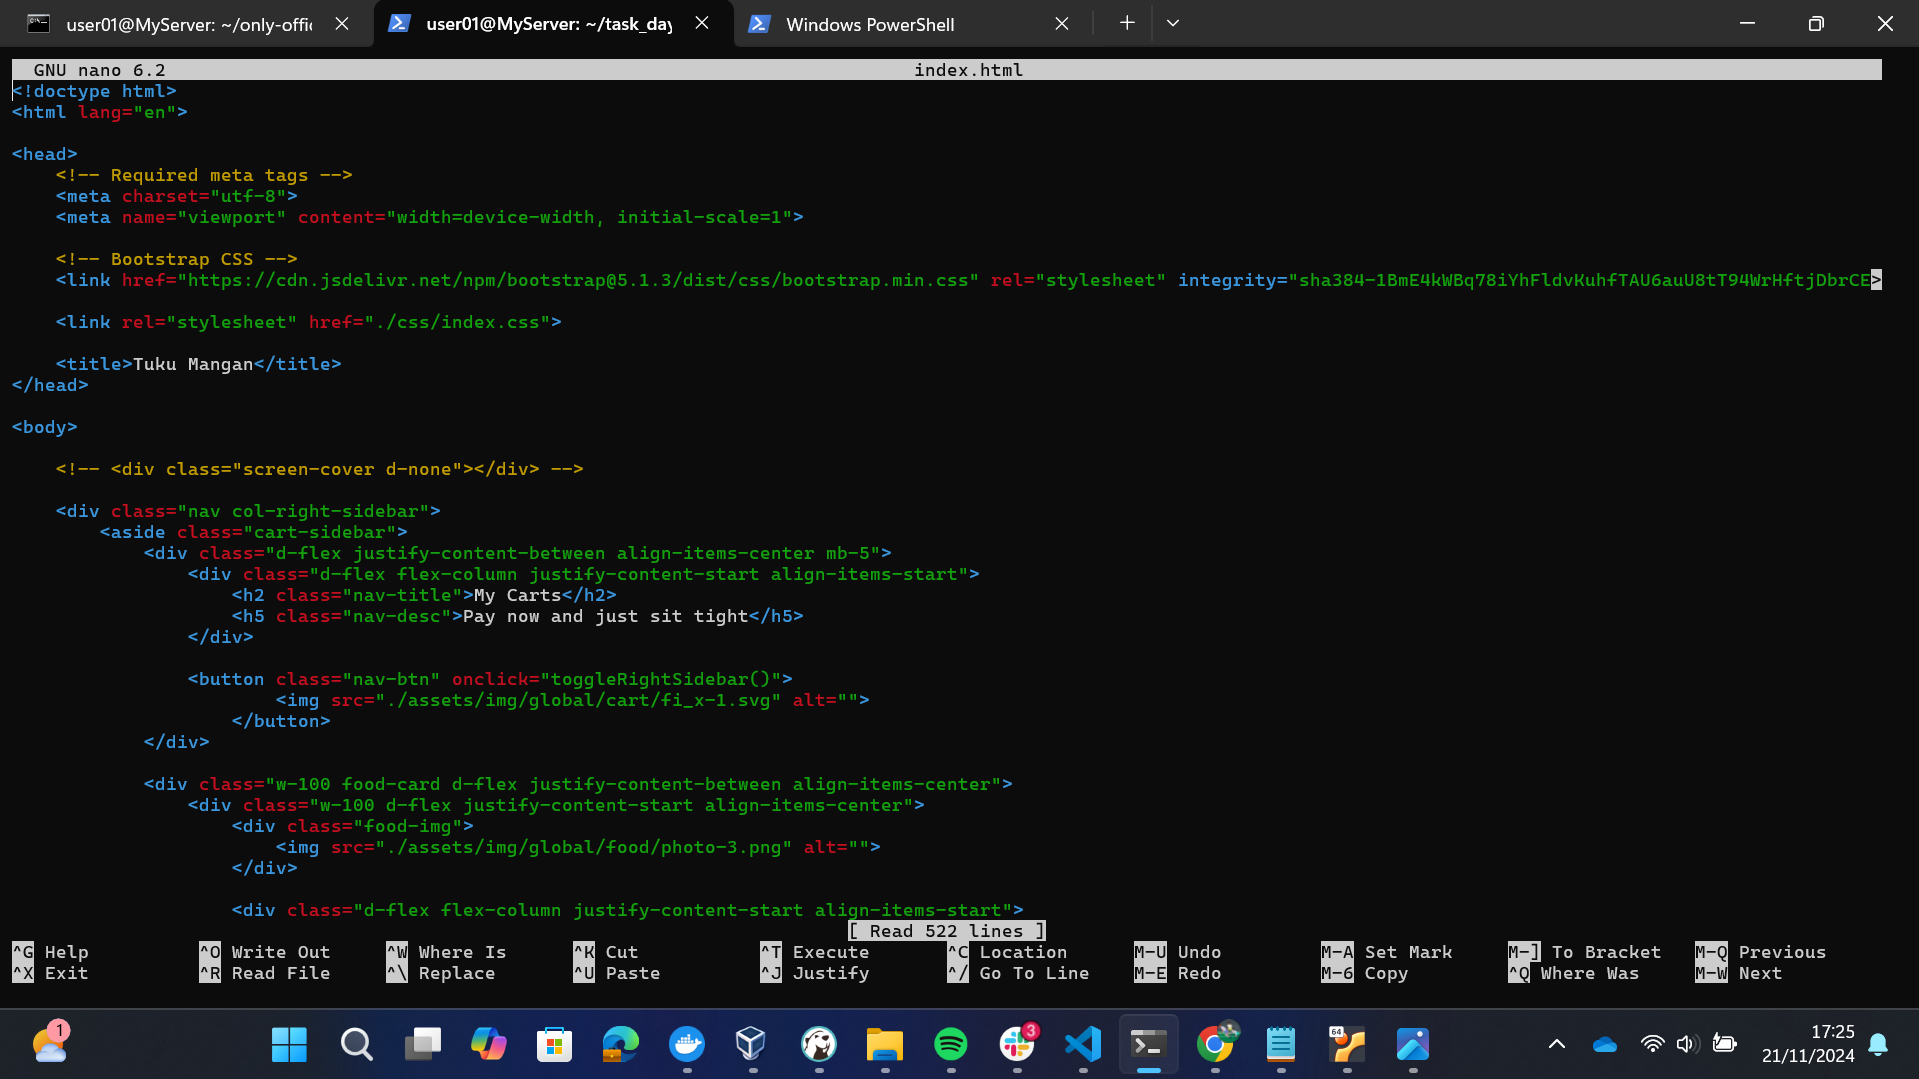 user01@MyServer: ~/only-offic
user01@MyServer: ~/task_day
Windows PowerShell
GNU nano 6.2 index.html
<!doctype html>
<html lang="en">
<head>
<!-- Required meta tags -->
<meta charset="utf-8">
<meta name="viewport" content="width=device-width, initial-scale=1">
<!-- Bootstrap CSS -->
<link href="https://cdn.jsdelivr.net/npm/bootstrap@5.1.3/dist/css/bootstrap.min.css" rel="stylesheet" integrity="sha384-1BmE4kWBq78iYhFldvKuhfTAU6auU8tT94WrHftjDbrCE>
<link rel="stylesheet" href="./css/index.css">
<title>Tuku Mangan</title>
</head>
<body>
<!-- <div class="screen-cover d-none"></div> -->
<div class="nav col-right-sidebar">
<aside class="cart-sidebar">
<div class="d-flex justify-content-between align-items-center mb-5">
<div class="d-flex flex-column justify-content-start align-items-start">
<h2 class="nav-title">My Carts</h2>
<h5 class="nav-desc">Pay now and just sit tight</h5>
</div>
<button class="nav-btn" onclick="toggleRightSidebar()">
<img src="./assets/img/global/cart/fi_x-1.svg" alt="">
</button>
</div>
<div class="w-100 food-card d-flex justify-content-between align-items-center">
<div class="w-100 d-flex justify-content-start align-items-center">
<div class="food-img">
<img src="./assets/img/global/food/photo-3.png" alt="">
</div>
<div class="d-flex flex-column justify-content-start align-items-start">
[ Read 522 lines ]
^G Help ^O Write Out ^W Where Is ^K Cut ^T Execute ^C Location M-U Undo M-A Set Mark M-] To Bracket M-Q Previous
^X Exit ^R Read File ^\ Replace ^U Paste ^J Justify ^/ Go To Line M-E Redo M-6 Copy ^Q Where Was M-W Next
1
3
64
17:25
21/11/2024